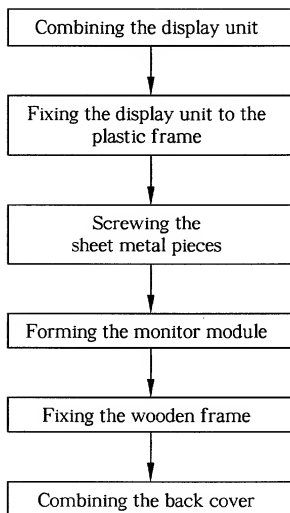 Combining the display unit
Fixing the display unit to the
plastic frame
Screwing the
sheet metal pieces
Forming the monitor module
Fixing the wooden frame
Combining the back cover